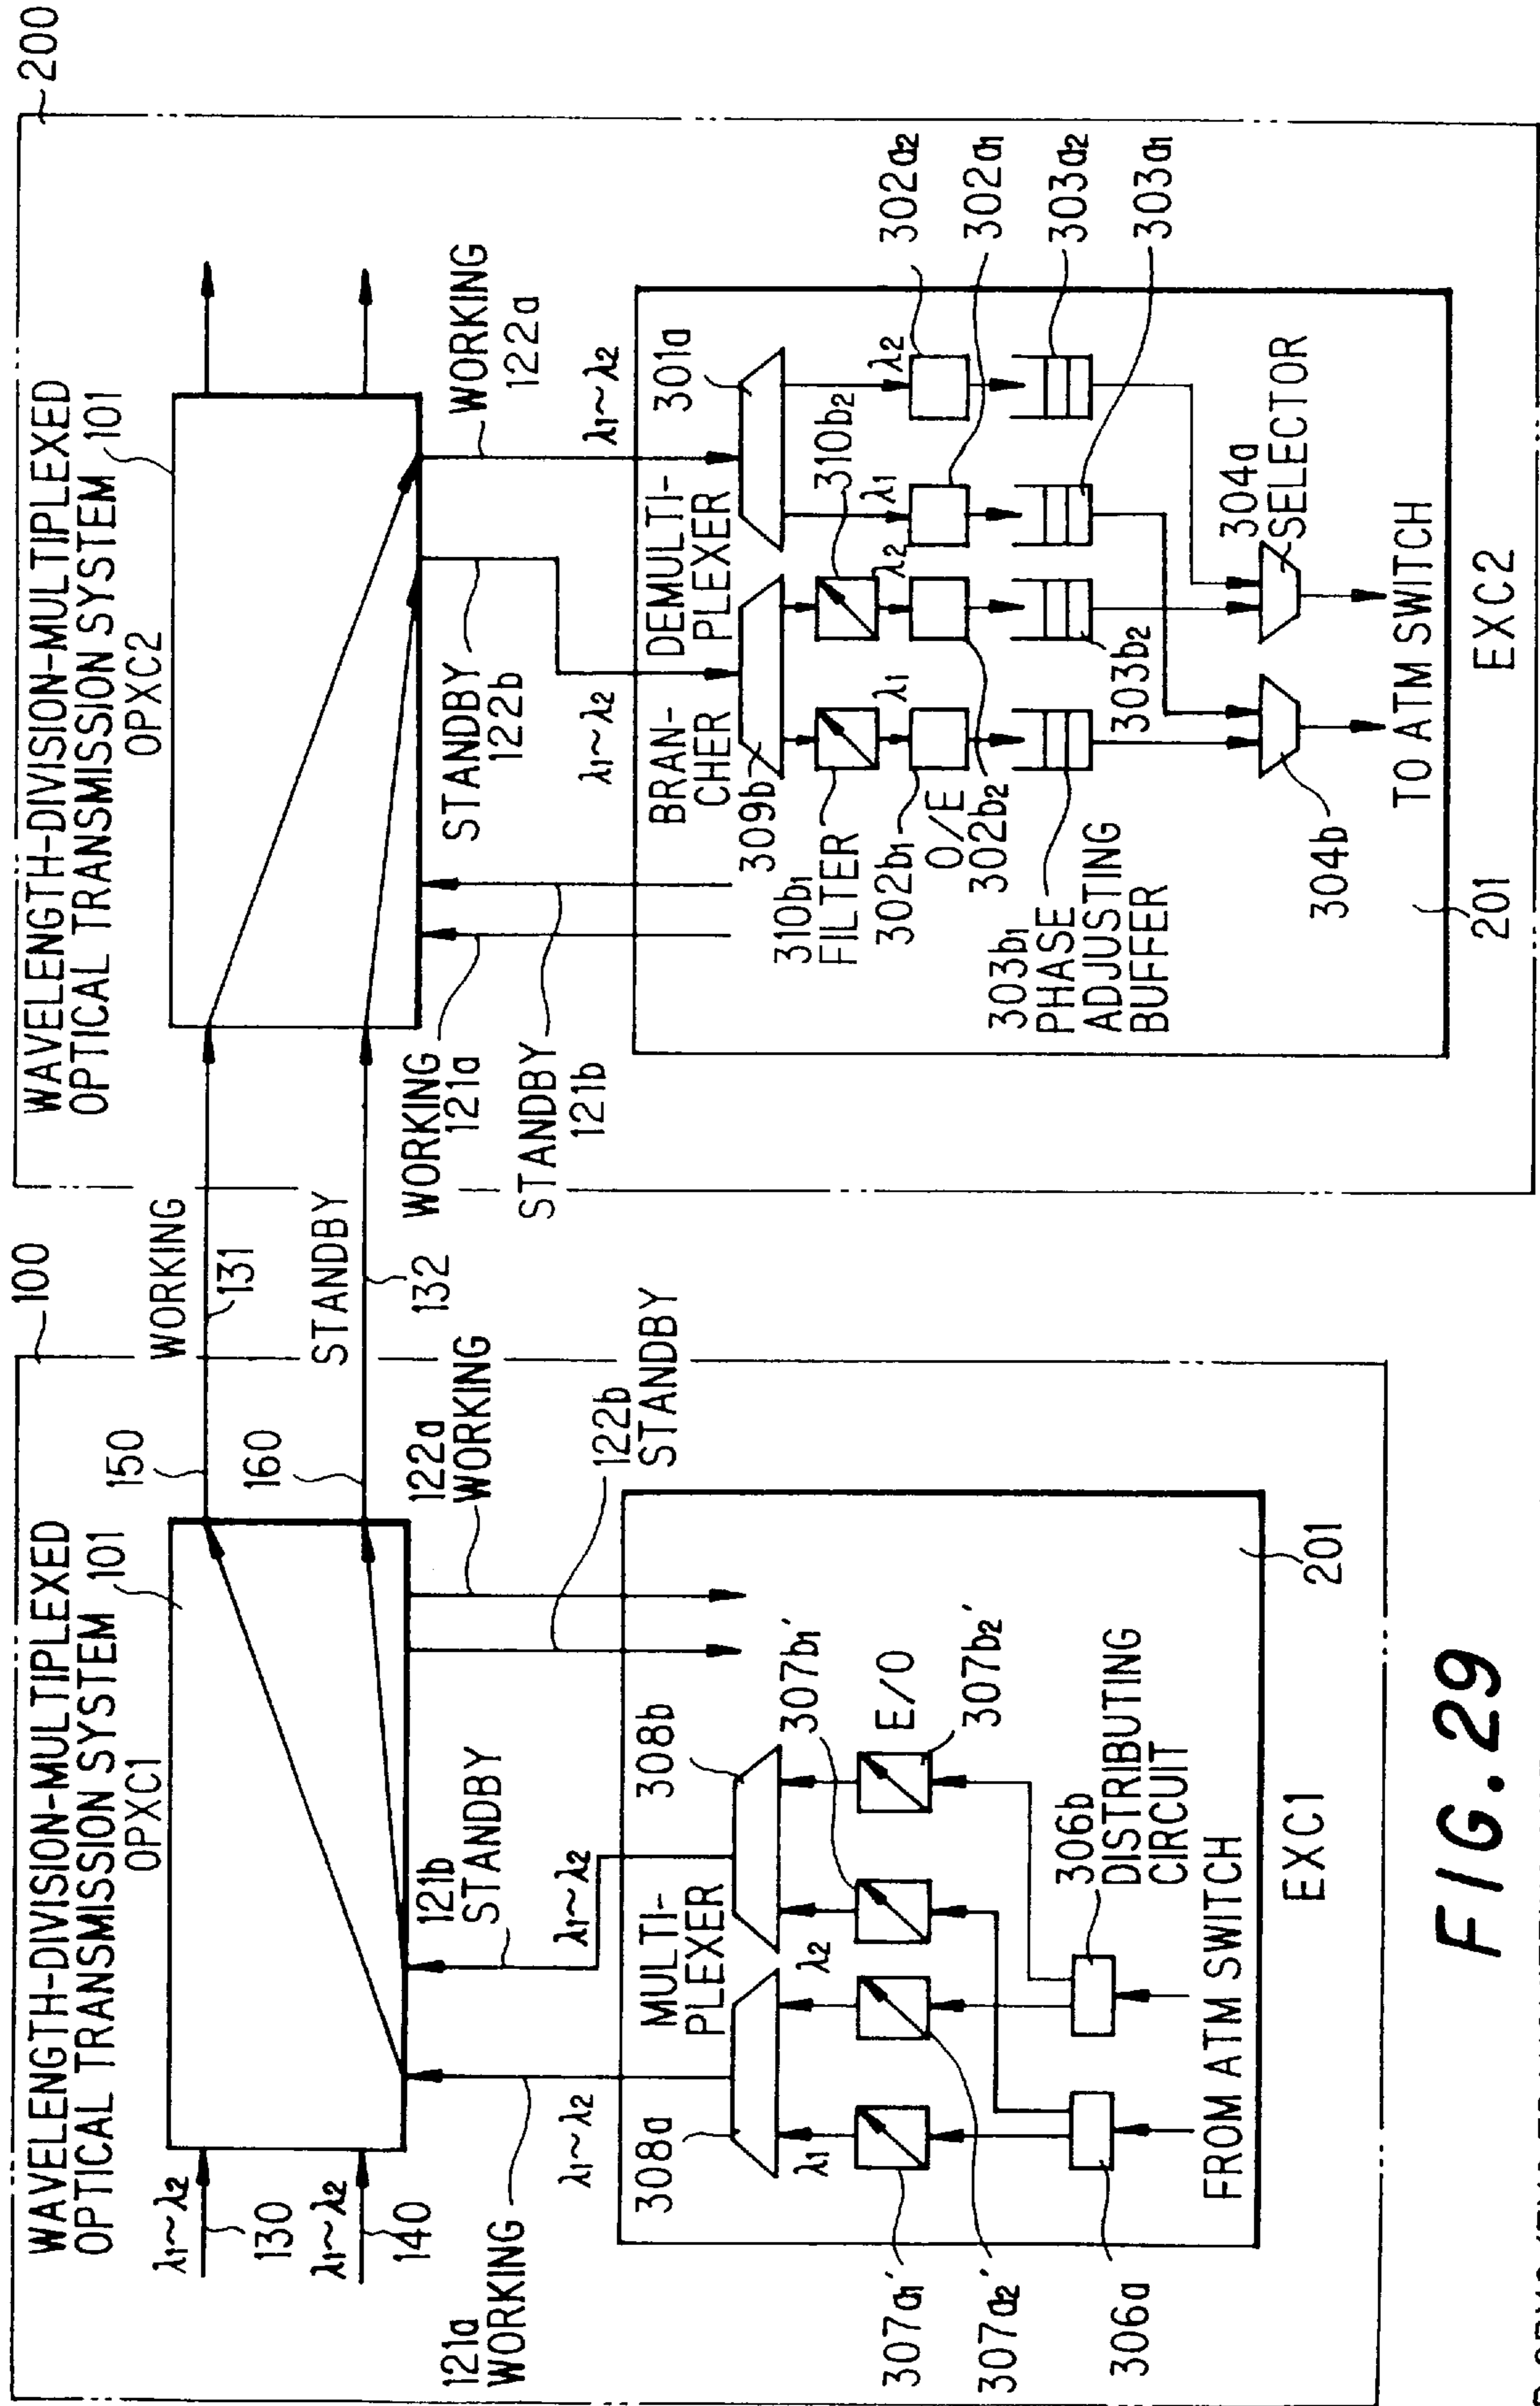 WAVELENGTH-DIVISION-MULTIPLEXED
OPTICAL TRANSMISSION SYSTEM 101
OPXC1
100
λ1~λ2
130
λ1~λ2
140
150
160
WORKING
131
STANDBY
132
121a
WORKING
λ1~λ2
121b
STANDBY
λ1~λ2
122a
WORKING
122b
STANDBY
308a
MULTI-
PLEXER
308b
λ1
λ2
307a1′
307a2′
307b1′
E/O
307b2′
306a
306b
DISTRIBUTING
CIRCUIT
FROM ATM SWITCH
201
EXC1
WAVELENGTH-DIVISION-MULTIPLEXED
OPTICAL TRANSMISSION SYSTEM 101
OPXC2
200
WORKING
121a
STANDBY
121b
STANDBY
122b
λ1~λ2
WORKING
122a
λ1~λ2
BRAN-
CHER
309b
DEMULTI-
PLEXER
301a
310b1
FILTER
310b2
λ1
λ2
λ1
λ2
302b1
O/E
302b2
302a2
302a1
303b1
PHASE
ADJUSTING
BUFFER
303b2
303a2
303a1
304b
304a
SELECTOR
TO ATM SWITCH
201
EXC2
FIG. 29